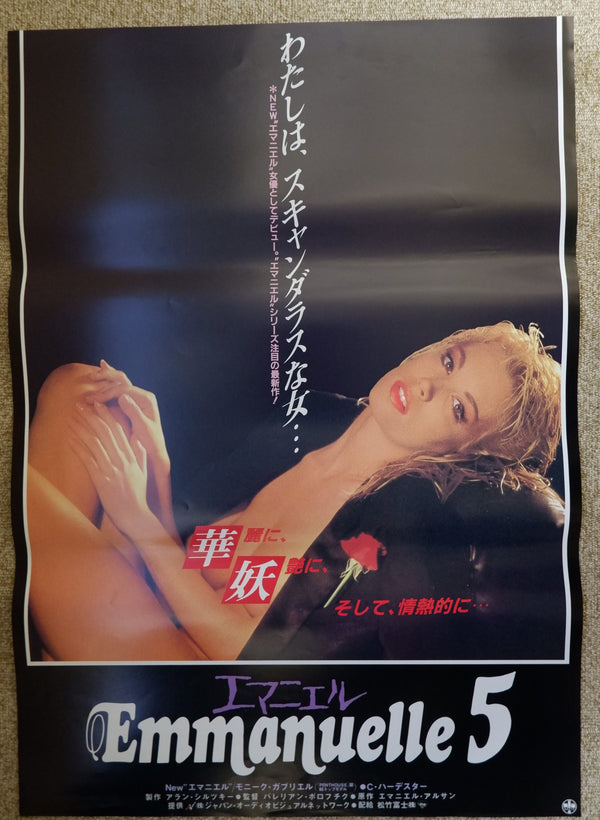 わたしは、スキャンダラスな女…
＊NEW“エマニエル”女優としてデビュー。“エマニエル”シリーズ注目の最新作！
華麗に、
妖艶に、
そして、情熱的に…
エマニエル
Emmanuelle 5
New“エマニエル”/モニーク・ガブリエル ●C・ハーデスター
製作 アラン・シルツキー●監督 バレリアン・ボロフチク●原作 エマニエル・アルサン
提供 ㈱ジャパン・オーディオビジュアルネットワーク●配給 松竹富士㈱